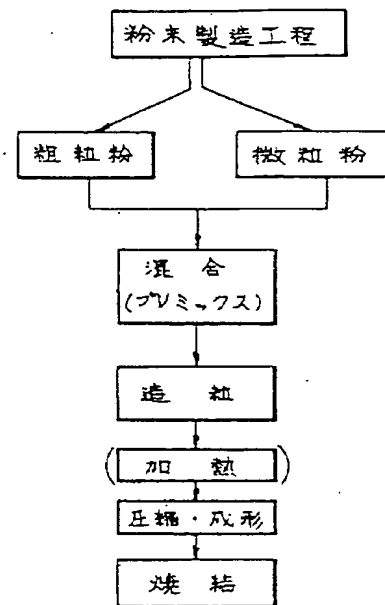 粉末製造工程
粗粒粉
微粒粉
混合
(プレミックス)
造粒
(加熱)
圧縮・成形
焼結